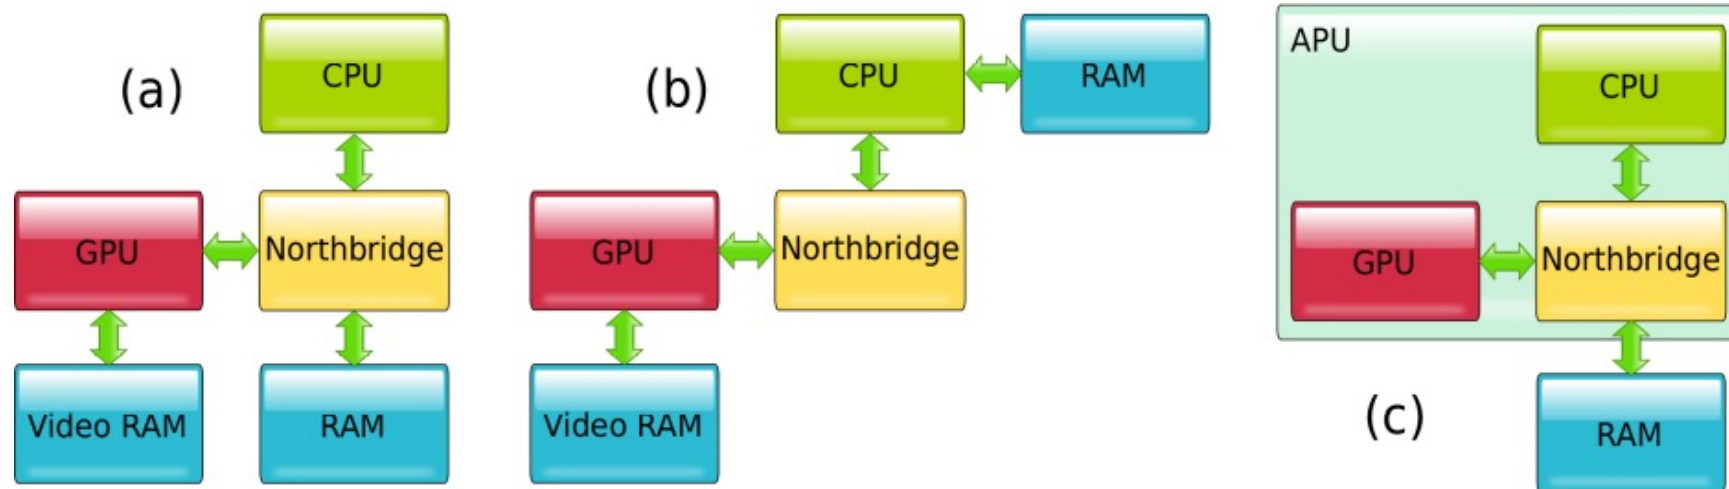 (a)
CPU
GPU
Northbridge
Video RAM
RAM
(b)
CPU
RAM
GPU
Northbridge
Video RAM
APU
CPU
GPU
Northbridge
(c)
RAM